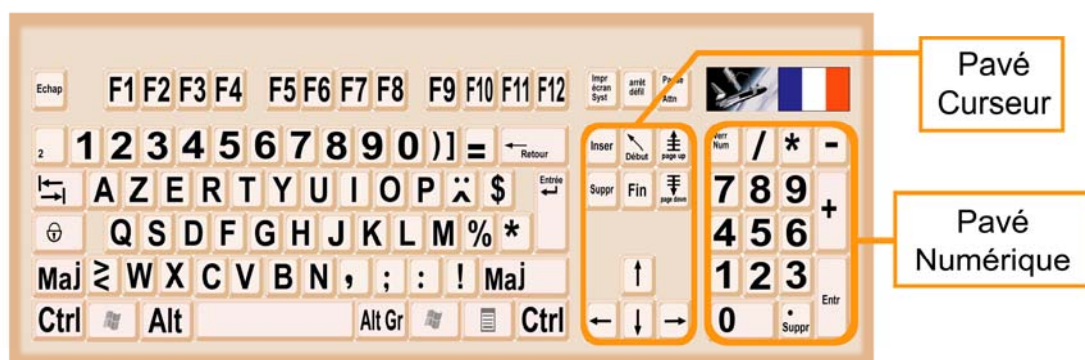 Pavé
Curseur
Echap F1 F2 F3 F4 F5 F6 F7 F8 F9 F10 F11 F12 Impr écran Syst arrêt défil Pause Attn
2 1 2 3 4 5 6 7 8 9 0 )] = ← Retour Inser ↖ Début page up Verr Num / * -
A Z E R T Y U I O P ¨^ $ Entrée Suppr Fin page down 7 8 9 +
Q S D F G H J K L M % * 4 5 6
Pavé
Numérique
Maj ≥ W X C V B N , ; : ! Maj ↑ 1 2 3 Entr
Ctrl Alt Alt Gr Ctrl ← ↓ → 0 . Suppr